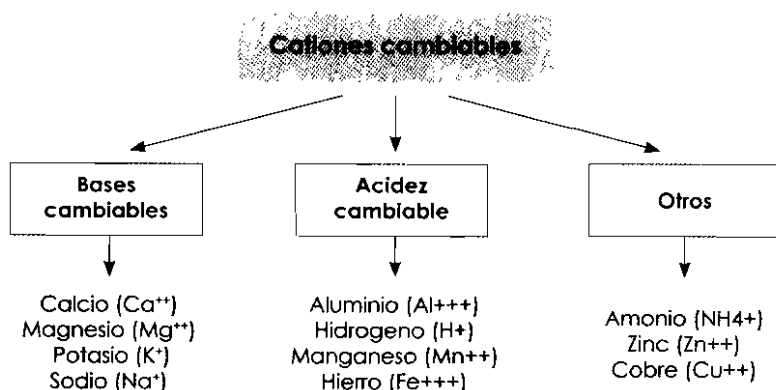 Cationes cambiables
Bases
cambiables
Acidez
cambiable
Otros
Calcio (Ca⁺⁺)
Magnesio (Mg⁺⁺)
Potasio (K⁺)
Sodio (Na⁺)
Aluminio (Al+++)
Hidrogeno (H+)
Manganeso (Mn++)
Hierro (Fe+++)
Amonio (NH4+)
Zinc (Zn++)
Cobre (Cu++)